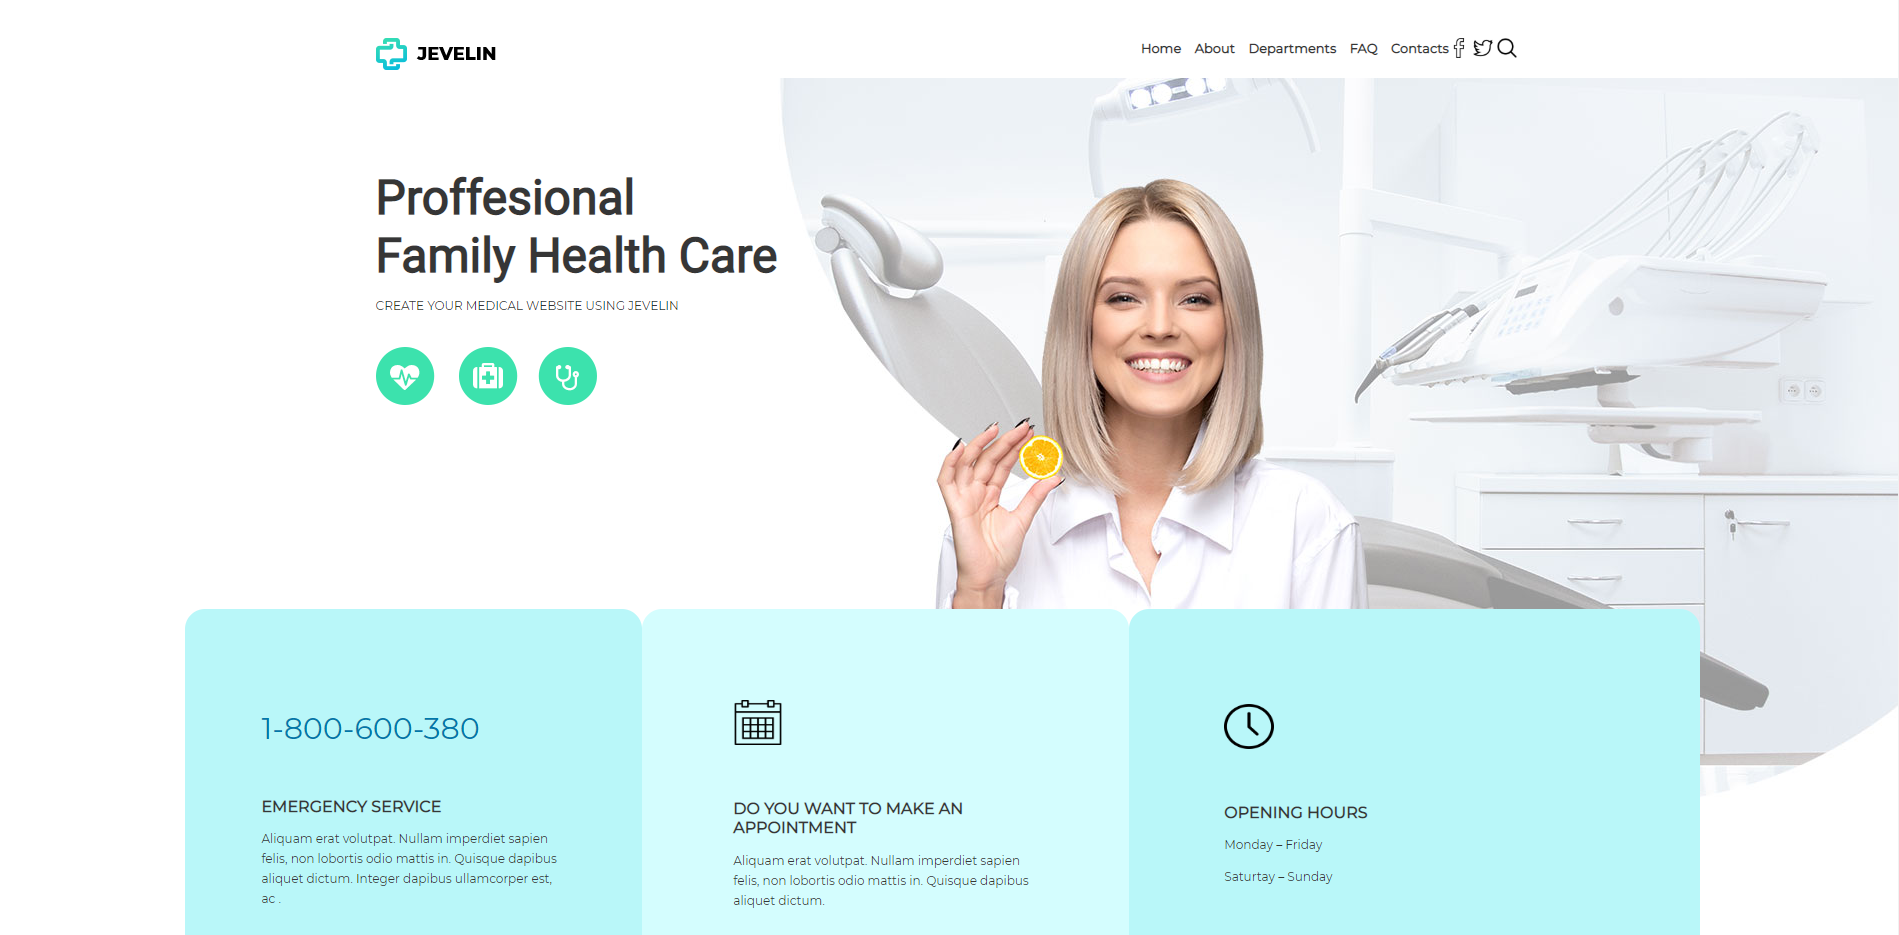 JEVELIN
Home About Departments FAQ Contacts
Proffesional
Family Health Care
CREATE YOUR MEDICAL WEBSITE USING JEVELIN
1-800-600-380
EMERGENCY SERVICE
Aliquam erat volutpat. Nullam imperdiet sapien
felis, non lobortis odio mattis in. Quisque dapibus
aliquet dictum. Integer dapibus ullamcorper est,
ac .
DO YOU WANT TO MAKE AN
APPOINTMENT
Aliquam erat volutpat. Nullam imperdiet sapien
felis, non lobortis odio mattis in. Quisque dapibus
aliquet dictum.
OPENING HOURS
Monday – Friday
Saturtay – Sunday